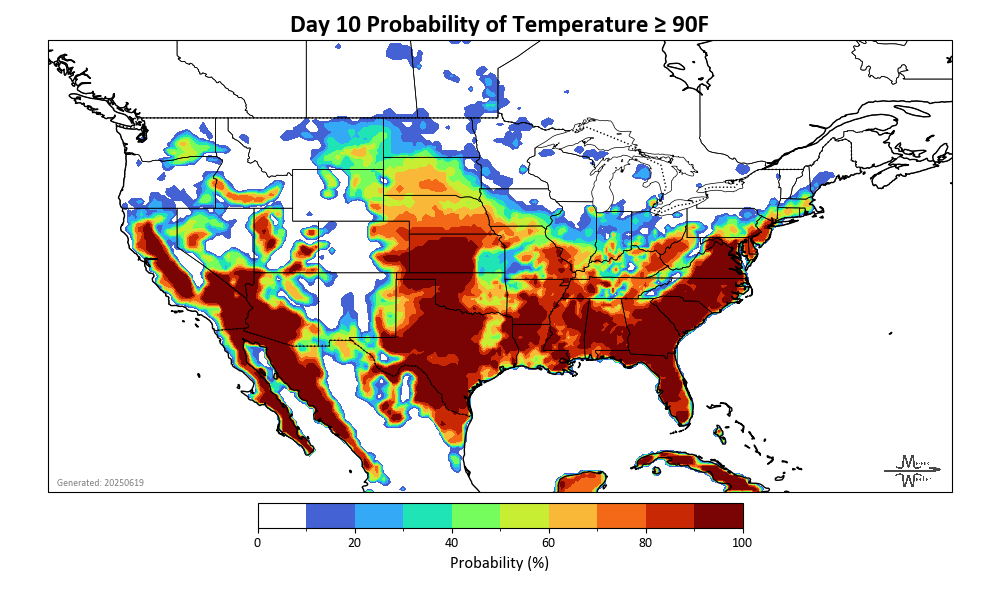 Day 10 Probability of Temperature ≥ 90F
Generated: 20250619
0 20 40 60 80 100
Probability (%)